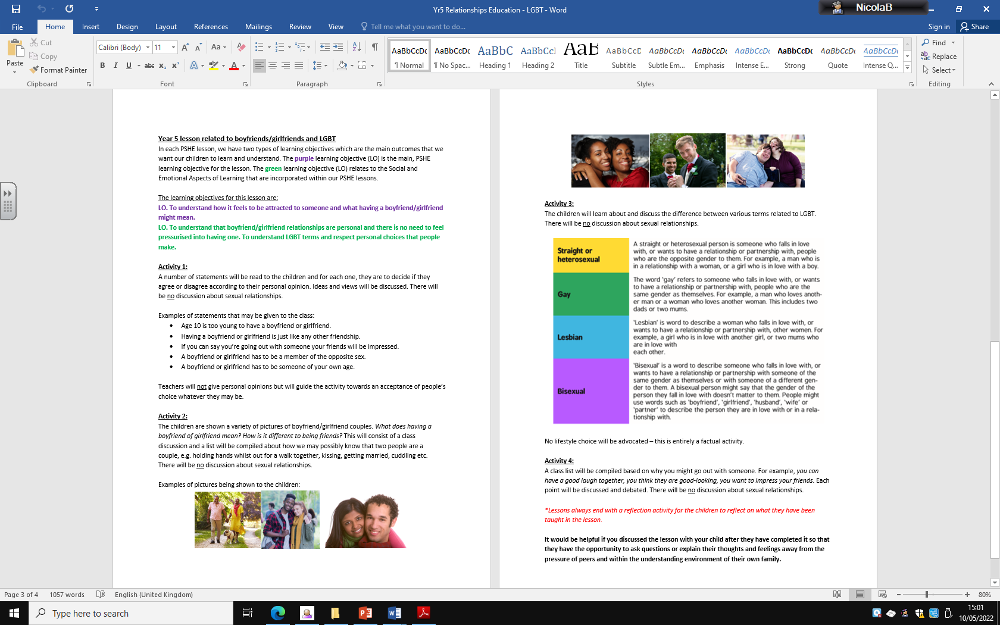 Yr5 Relationships Education - LGBT - Word
NicolaB
File Home Insert Design Layout References Mailings Review View Tell me what you want to do... Sign in Share
Paste
Cut
Copy
Format Painter
Clipboard
Calibri (Body) 11
Font
Paragraph
AaBbCcDc AaBbCcDc AaBbC AaBbCcI AaB AaBbCcD AaBbCcDc AaBbCcDc AaBbCcDc AaBbCcDc AaBbCcDc AaBbCcDc
¶ Normal ¶ No Spac... Heading 1 Heading 2 Title Subtitle Subtle Em... Emphasis Intense E... Strong Quote Intense Q...
Styles
Find
Replace
Select
Editing
Year 5 lesson related to boyfriends/girlfriends and LGBT
In each PSHE lesson, we have two types of learning objectives which are the main outcomes that we
want our children to learn and understand. The purple learning objective (LO) is the main, PSHE
learning objective for the lesson. The green learning objective (LO) relates to the Social and
Emotional Aspects of Learning that are incorporated within our PSHE lessons.
The learning objectives for this lesson are:
LO. To understand how it feels to be attracted to someone and what having a boyfriend/girlfriend
might mean.
LO. To understand that boyfriend/girlfriend relationships are personal and there is no need to feel
pressurised into having one. To understand LGBT terms and respect personal choices that people
make.
Activity 1:
A number of statements will be read to the children and for each one, they are to decide if they
agree or disagree according to their personal opinion. Ideas and views will be discussed. There will
be no discussion about sexual relationships.
Examples of statements that may be given to the class:
• Age 10 is too young to have a boyfriend or girlfriend.
• Having a boyfriend or girlfriend is just like any other friendship.
• If you can say you're going out with someone your friends will be impressed.
• A boyfriend or girlfriend has to be a member of the opposite sex.
• A boyfriend or girlfriend has to be someone of your own age.
Teachers will not give personal opinions but will guide the activity towards an acceptance of people's
choice whatever they may be.
Activity 2:
The children are shown a variety of pictures of boyfriend/girlfriend couples. What does having a
boyfriend of girlfriend mean? How is it different to being friends? This will consist of a class
discussion and a list will be compiled about how we may possibly know that two people are a
couple, e.g. holding hands whilst out for a walk together, kissing, getting married, cuddling etc.
There will be no discussion about sexual relationships.
Examples of pictures being shown to the children:
Activity 3:
The children will learn about and discuss the difference between various terms related to LGBT.
There will be no discussion about sexual relationships.
Straight or
heterosexual
A straight or heterosexual person is someone who falls in love
with, or wants to have a relationship or partnership with, people
who are the opposite gender to them. For example, a man who is
in a relationship with a woman, or a girl who is in love with a boy.
Gay
The word 'gay' refers to someone who falls in love with, or wants
to have a relationship or partnership with, people who are the
same gender as themselves. For example, a man who loves anoth-
er man or a woman who loves another woman. This includes two
dads or two mums.
Lesbian
'Lesbian' is word to describe a woman who falls in love with, or
wants to have a relationship or partnership with, other women. For
example, a girl who is in love with another girl, or two mums who
are in love with
each other.
Bisexual
'Bisexual' is a word to describe someone who falls in love with, or
wants to have a relationship or partnership with someone of the
same gender as themselves or with someone of a different gen-
der to them. A bisexual person might say that the gender of the
person they fall in love with doesn't matter to them. People might
use words such as 'boyfriend', 'girlfriend', 'husband', 'wife' or
'partner' to describe the person they are in love with or in a rela-
tionship with.
No lifestyle choice will be advocated – this is entirely a factual activity.
Activity 4:
A class list will be compiled based on why you might go out with someone. For example, you can
have a good laugh together, you think they are good-looking, you want to impress your friends. Each
point will be discussed and debated. There will be no discussion about sexual relationships.
*Lessons always end with a reflection activity for the children to reflect on what they have been
taught in the lesson.
It would be helpful if you discussed the lesson with your child after they have completed it so that
they have the opportunity to ask questions or explain their thoughts and feelings away from the
pressure of peers and within the understanding environment of their own family.
Page 3 of 4 1057 words English (United Kingdom) 80%
Type here to search
15:01
10/05/2022